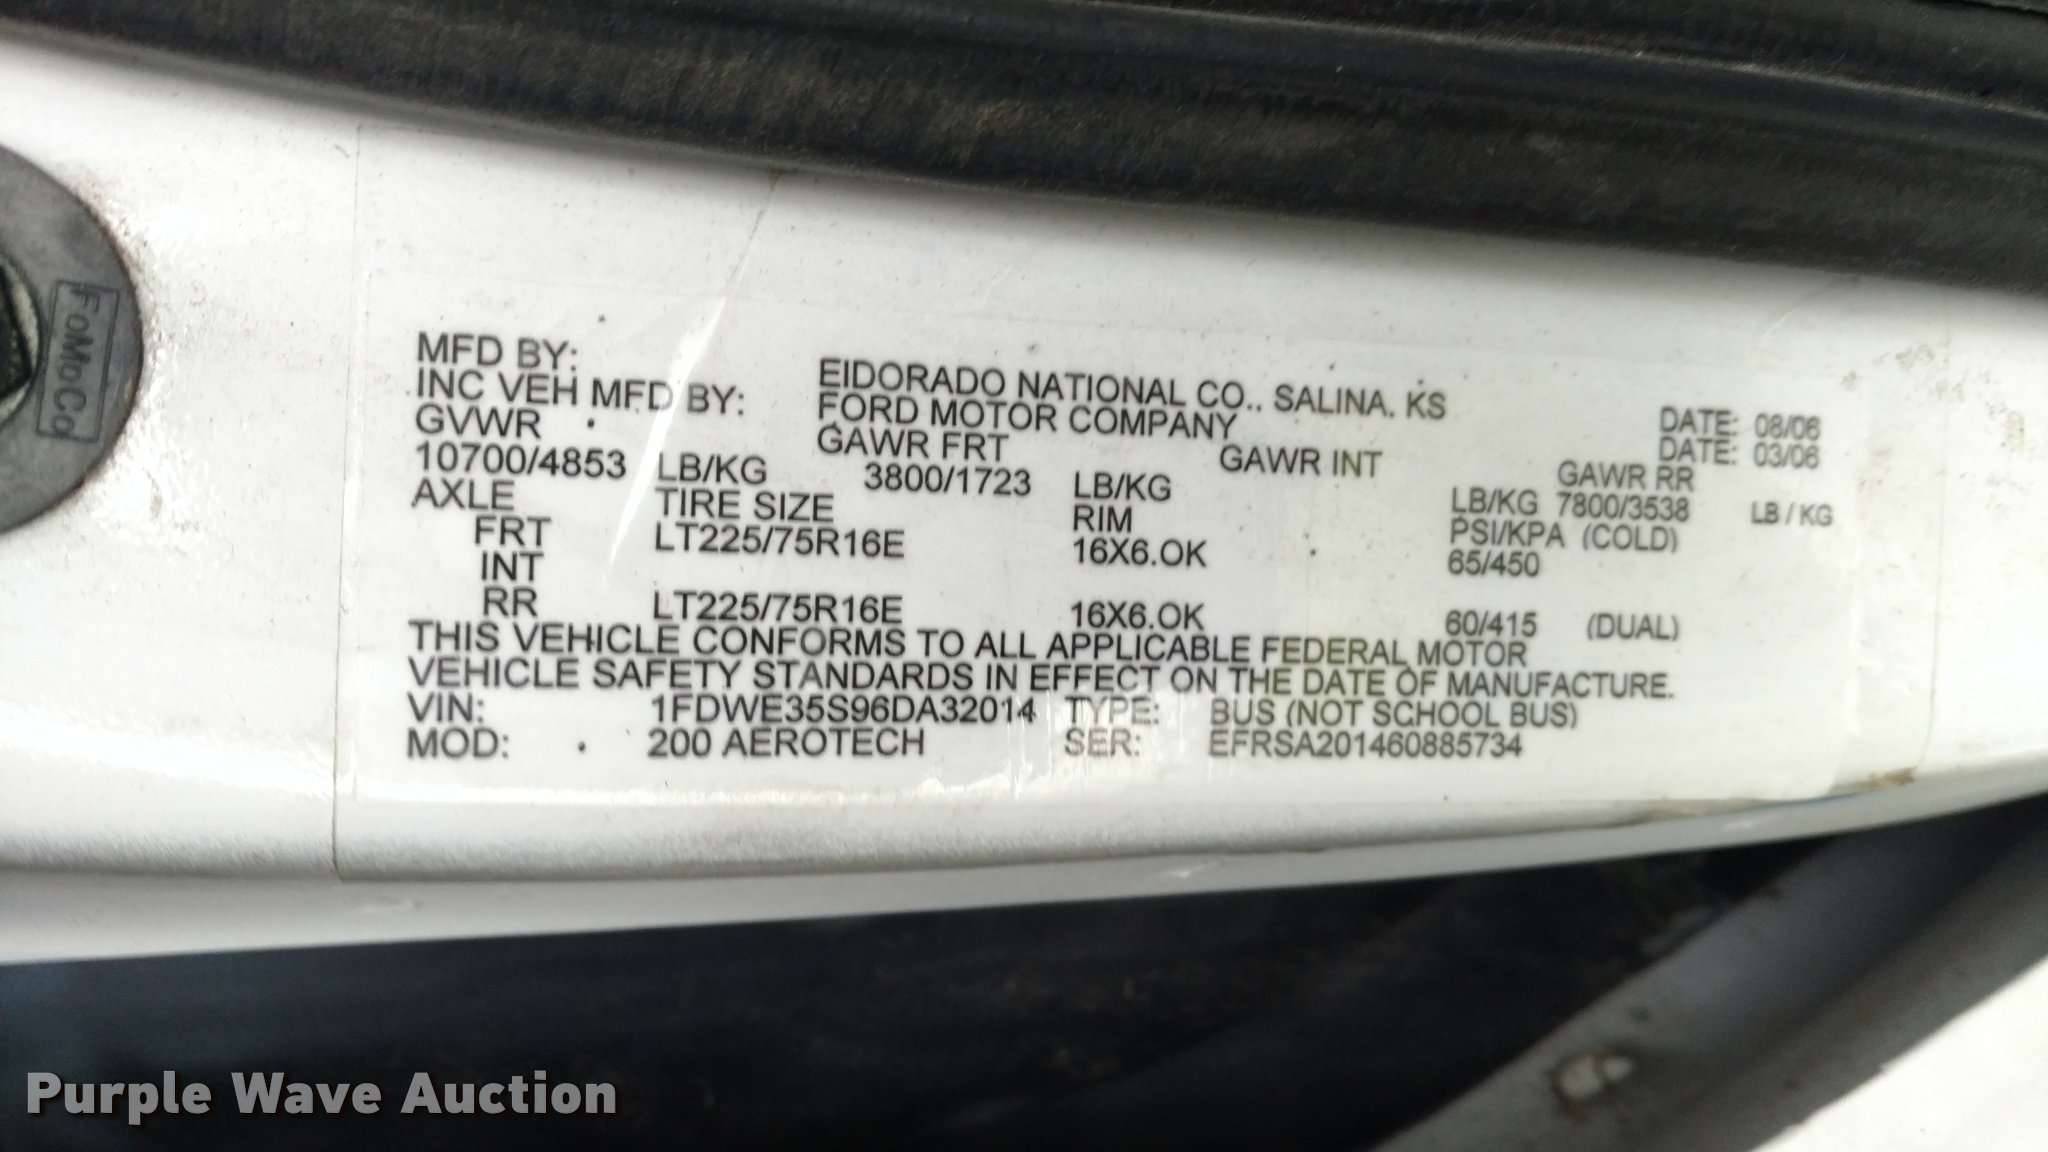 FoMoCo
MFD BY: EIDORADO NATIONAL CO., SALINA. KS DATE: 08/06
INC VEH MFD BY: FORD MOTOR COMPANY DATE: 03/06
GVWR GAWR FRT GAWR INT GAWR RR
10700/4853 LB/KG 3800/1723 LB/KG LB/KG 7800/3538 LB / KG
AXLE TIRE SIZE RIM PSI/KPA (COLD)
FRT LT225/75R16E 16X6.OK 65/450
INT
RR LT225/75R16E 16X6.OK 60/415 (DUAL)
THIS VEHICLE CONFORMS TO ALL APPLICABLE FEDERAL MOTOR
VEHICLE SAFETY STANDARDS IN EFFECT ON THE DATE OF MANUFACTURE.
VIN: 1FDWE35S96DA32014 TYPE: BUS (NOT SCHOOL BUS)
MOD: 200 AEROTECH SER: EFRSA201460885734
Purple Wave Auction